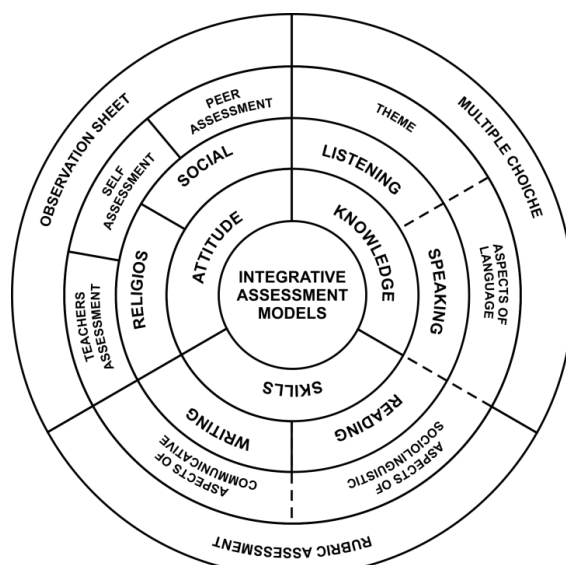 INTEGRATIVE
ASSESSMENT
MODELS
ATTITUDE
KNOWLEDGE
SKILLS
RELIGIOS
SOCIAL
LISTENING
SPEAKING
READING
WRITING
TEACHERS
ASSESSMENT
SELF
ASSESSMENT
PEER
ASSESSMENT
THEME
ASPECTS OF
LANGUAGE
ASPECTS OF
SOCIOLINGUISTIC
ASPECTS OF
COMMUNICATIVE
OBSERVATION SHEET
MULTIPLE CHOICHE
RUBRIC ASSESSMENT